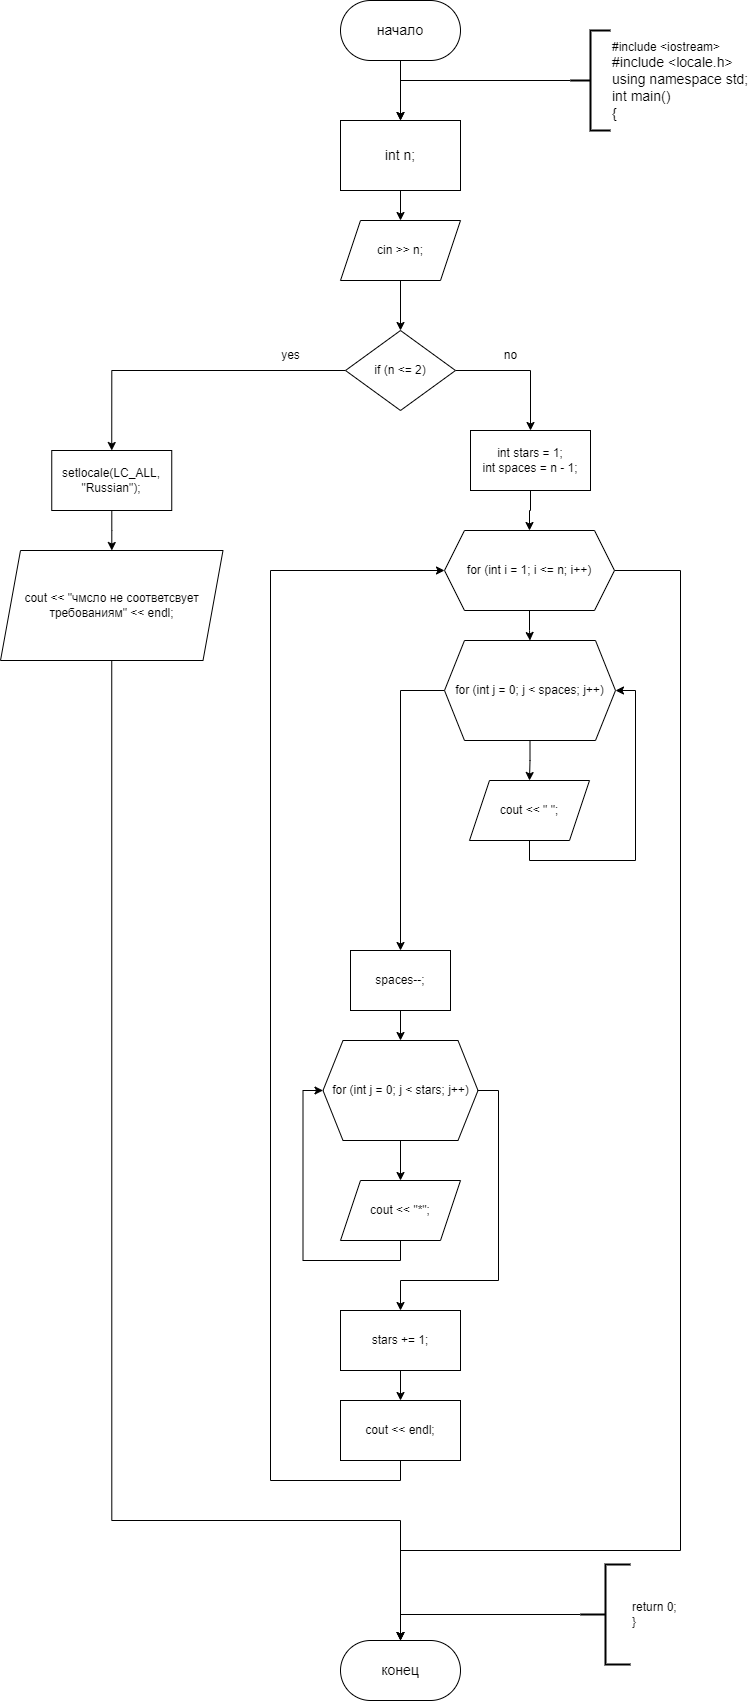 начало
#include <iostream>
#include <locale.h>
using namespace std;
int main()
{
int n;
cin >> n;
if (n <= 2)
yes
no
setlocale(LC_ALL,
"Russian");
int stars = 1;
int spaces = n - 1;
cout << "чмсло не соответсвует
требованиям" << endl;
for (int i = 1; i <= n; i++)
for (int j = 0; j < spaces; j++)
cout << " ";
spaces--;
for (int j = 0; j < stars; j++)
cout << "*";
stars += 1;
cout << endl;
return 0;
}
конец